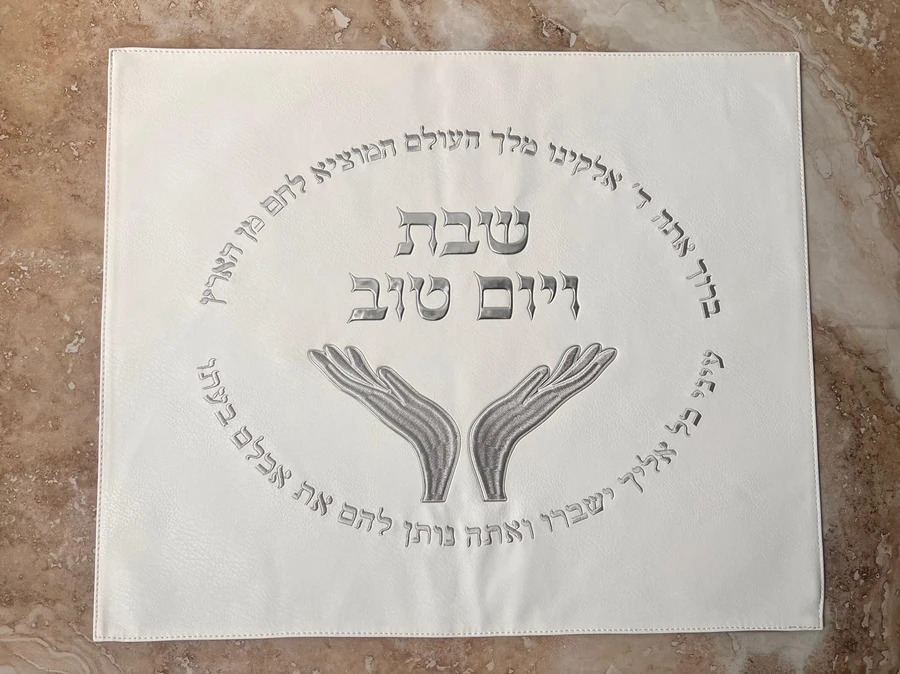 ברוך אתה ד' אלקינו מלך העולם המוציא להם מן הארץ
שבת
ויום טוב
עיני כל אליך ישברו ואתה נותן להם את אכלם בעתו